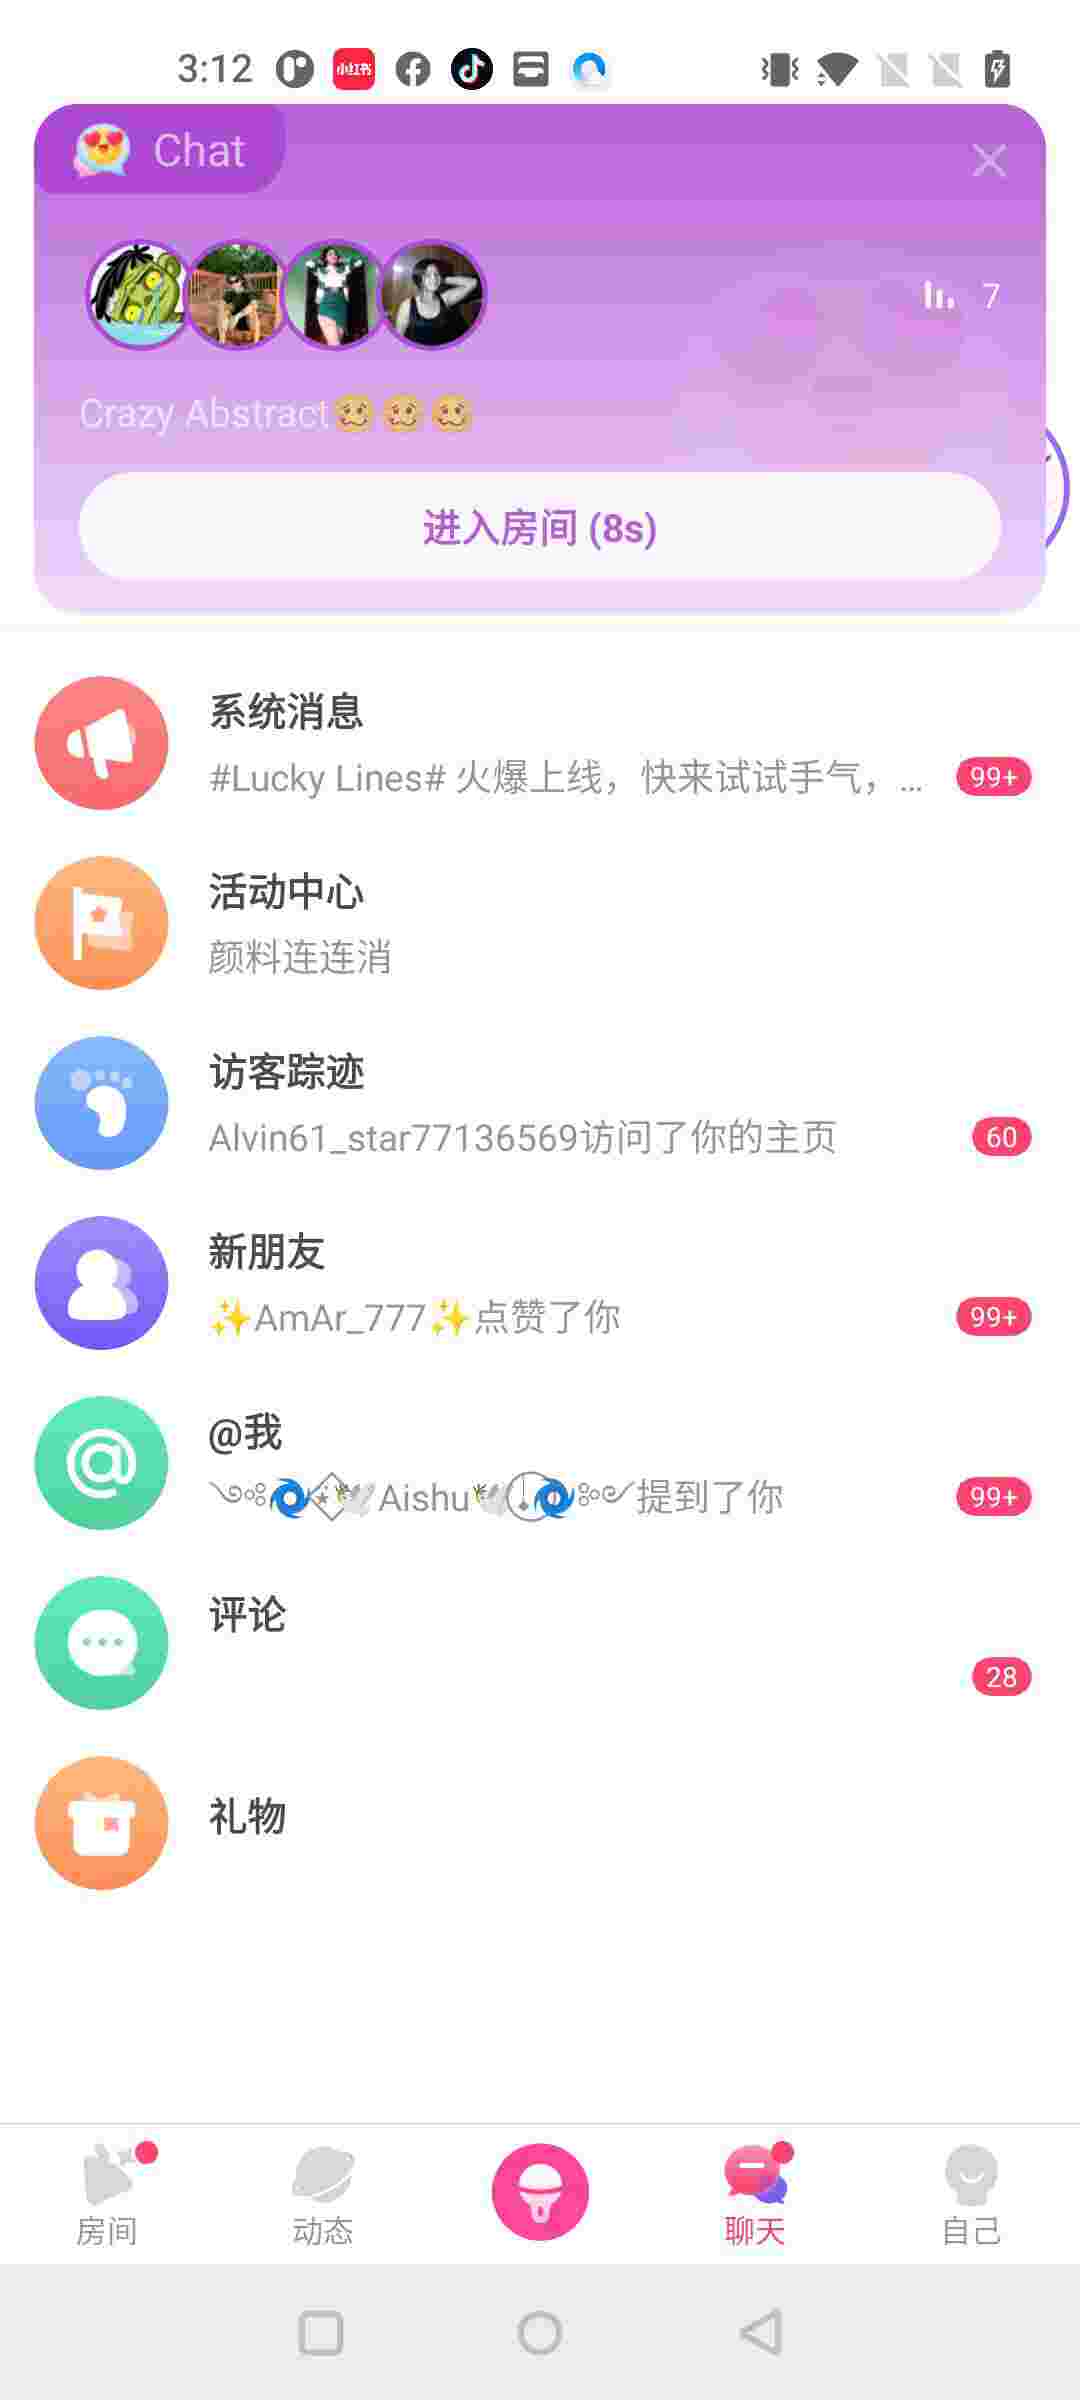 3:12
小红书
Chat
7
Crazy Abstract🥴🥴🥴
进入房间 (8s)
系统消息
#Lucky Lines# 火爆上线，快来试试手气，...
99+
活动中心
颜料连连消
访客踪迹
Alvin61_star77136569访问了你的主页
60
新朋友
✨AmAr_777✨点赞了你
99+
@我
༄༅🌀⃟⋆🕊️Aishu🕊️⃝🌀༅༄提到了你
99+
评论
28
礼物
房间
动态
聊天
自己